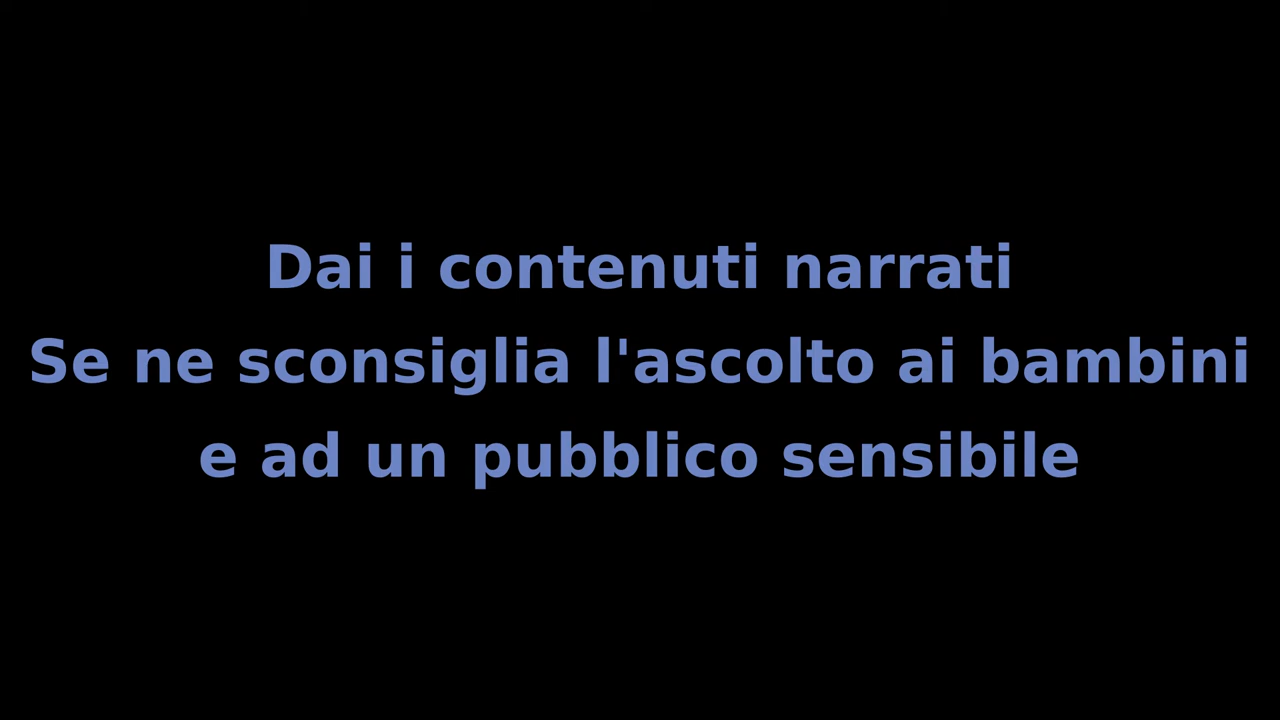 Dai i contenuti narrati
Se ne sconsiglia l'ascolto ai bambini
e ad un pubblico sensibile